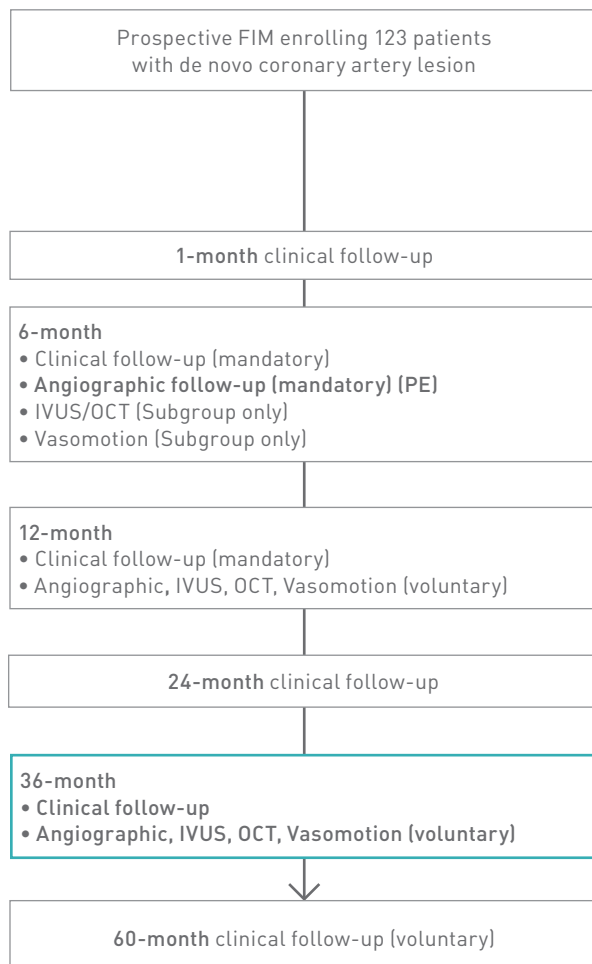 Prospective FIM enrolling 123 patients
with de novo coronary artery lesion
1-month clinical follow-up
6-month
• Clinical follow-up (mandatory)
• Angiographic follow-up (mandatory) (PE)
• IVUS/OCT (Subgroup only)
• Vasomotion (Subgroup only)
12-month
• Clinical follow-up (mandatory)
• Angiographic, IVUS, OCT, Vasomotion (voluntary)
24-month clinical follow-up
36-month
• Clinical follow-up
• Angiographic, IVUS, OCT, Vasomotion (voluntary)
60-month clinical follow-up (voluntary)